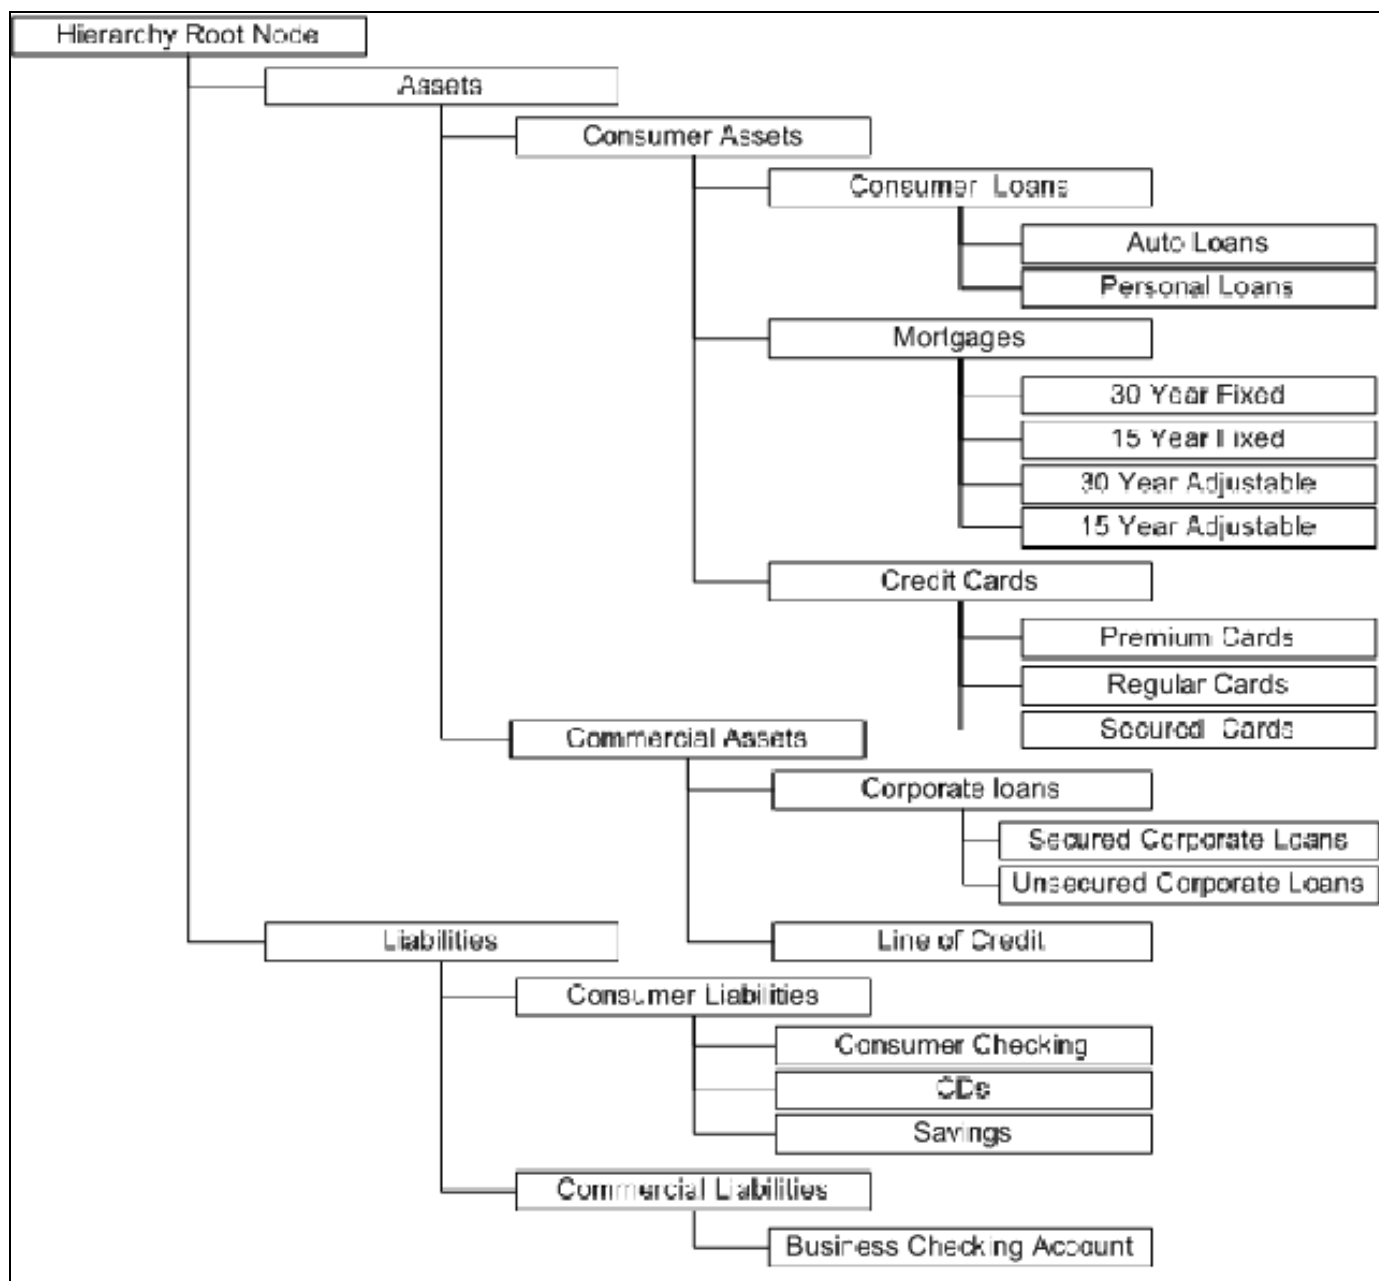 Hierarchy Root Node
Assets
Consumer Assets
Consumer Loans
Auto Loans
Personal Loans
Mortgages
30 Year Fixed
15 Year Fixed
30 Year Adjustable
15 Year Adjustable
Credit Cards
Premium Cards
Regular Cards
Secured Cards
Commercial Assets
Corporate loans
Secured Corporate Loans
Unsecured Corporate Loans
Line of Credit
Liabilities
Consumer Liabilities
Consumer Checking
CDs
Savings
Commercial Liabilities
Business Checking Account